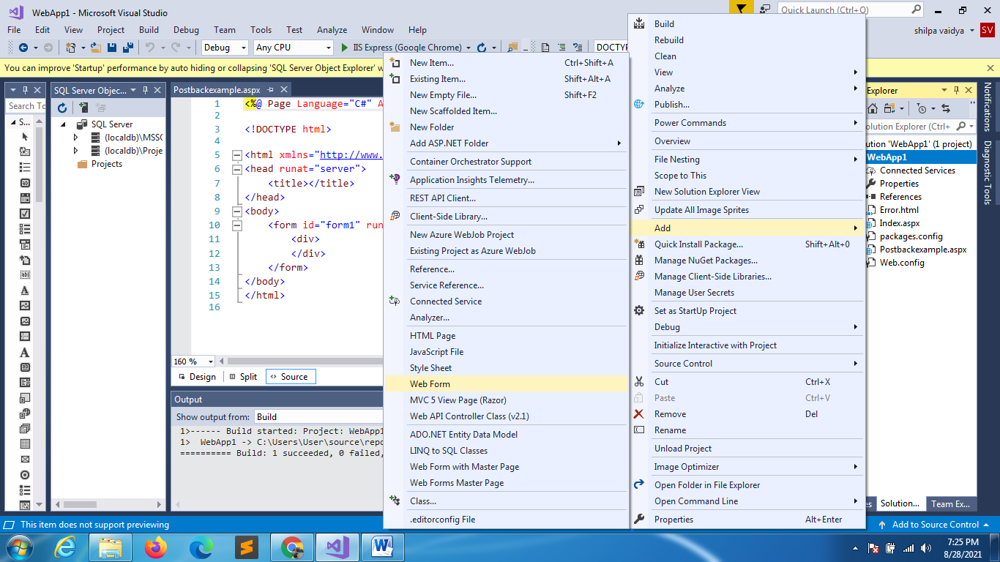 WebApp1 - Microsoft Visual Studio
Quick Launch (Ctrl+Q)
File Edit View Project Build Debug Team Tools Test Analyze Window Help
shilpa vaidya SV
Debug Any CPU IIS Express (Google Chrome) DOCTYP
You can improve 'Startup' performance by auto hiding or collapsing 'SQL Server Object Explorer' w
Search To
S...
SQL Server Objec...
SQL Server
(localdb)\MSSC
(localdb)\Proje
Projects
Postbackexample.aspx
1 <%@ Page Language="C#" A
2
3 <!DOCTYPE html>
4
5 <html xmlns="http://www.
6 <head runat="server">
7 <title></title>
8 </head>
9 <body>
10 <form id="form1" run
11 <div>
12 </div>
13 </form>
14 </body>
15 </html>
16
160 %
Design Split Source
Output
Show output from: Build
1>------ Build started: Project: WebApp1
1> WebApp1 -> C:\Users\User\source\repo
========== Build: 1 succeeded, 0 failed,
New Item... Ctrl+Shift+A
Existing Item... Shift+Alt+A
New Empty File... Shift+F2
New Scaffolded Item...
New Folder
Add ASP.NET Folder
Container Orchestrator Support
Application Insights Telemetry...
REST API Client...
Client-Side Library...
New Azure WebJob Project
Existing Project as Azure WebJob
Reference...
Service Reference...
Connected Service
Analyzer...
HTML Page
JavaScript File
Style Sheet
Web Form
MVC 5 View Page (Razor)
Web API Controller Class (v2.1)
ADO.NET Entity Data Model
LINQ to SQL Classes
Web Form with Master Page
Web Forms Master Page
Class...
.editorconfig File
Build
Rebuild
Clean
View
Analyze
Publish...
Power Commands
Overview
File Nesting
Scope to This
New Solution Explorer View
Update All Image Sprites
Add
Quick Install Package... Shift+Alt+0
Manage NuGet Packages...
Manage Client-Side Libraries...
Manage User Secrets
Set as StartUp Project
Debug
Initialize Interactive with Project
Source Control
Cut Ctrl+X
Paste Ctrl+V
Remove Del
Rename
Unload Project
Image Optimizer
Open Folder in File Explorer
Open Command Line
Properties Alt+Enter
Explorer
olution Explorer (Ctrl+
ution 'WebApp1' (1 project)
WebApp1
Connected Services
Properties
References
Error.html
Index.aspx
packages.config
Postbackexample.aspx
Web.config
es Solution... Team Ex...
Notifications
Diagnostic Tools
This item does not support previewing
Add to Source Control
7:25 PM
8/28/2021